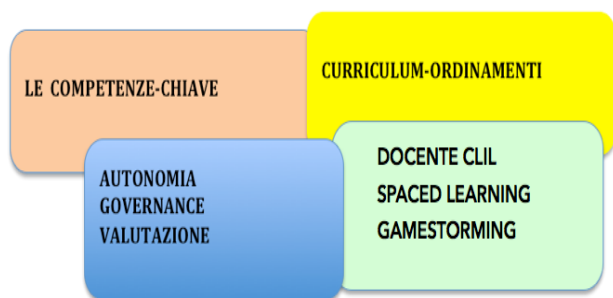 LE COMPETENZE-CHIAVE
CURRICULUM-ORDINAMENTI
AUTONOMIA
GOVERNANCE
VALUTAZIONE
DOCENTE CLIL
SPACED LEARNING
GAMESTORMING